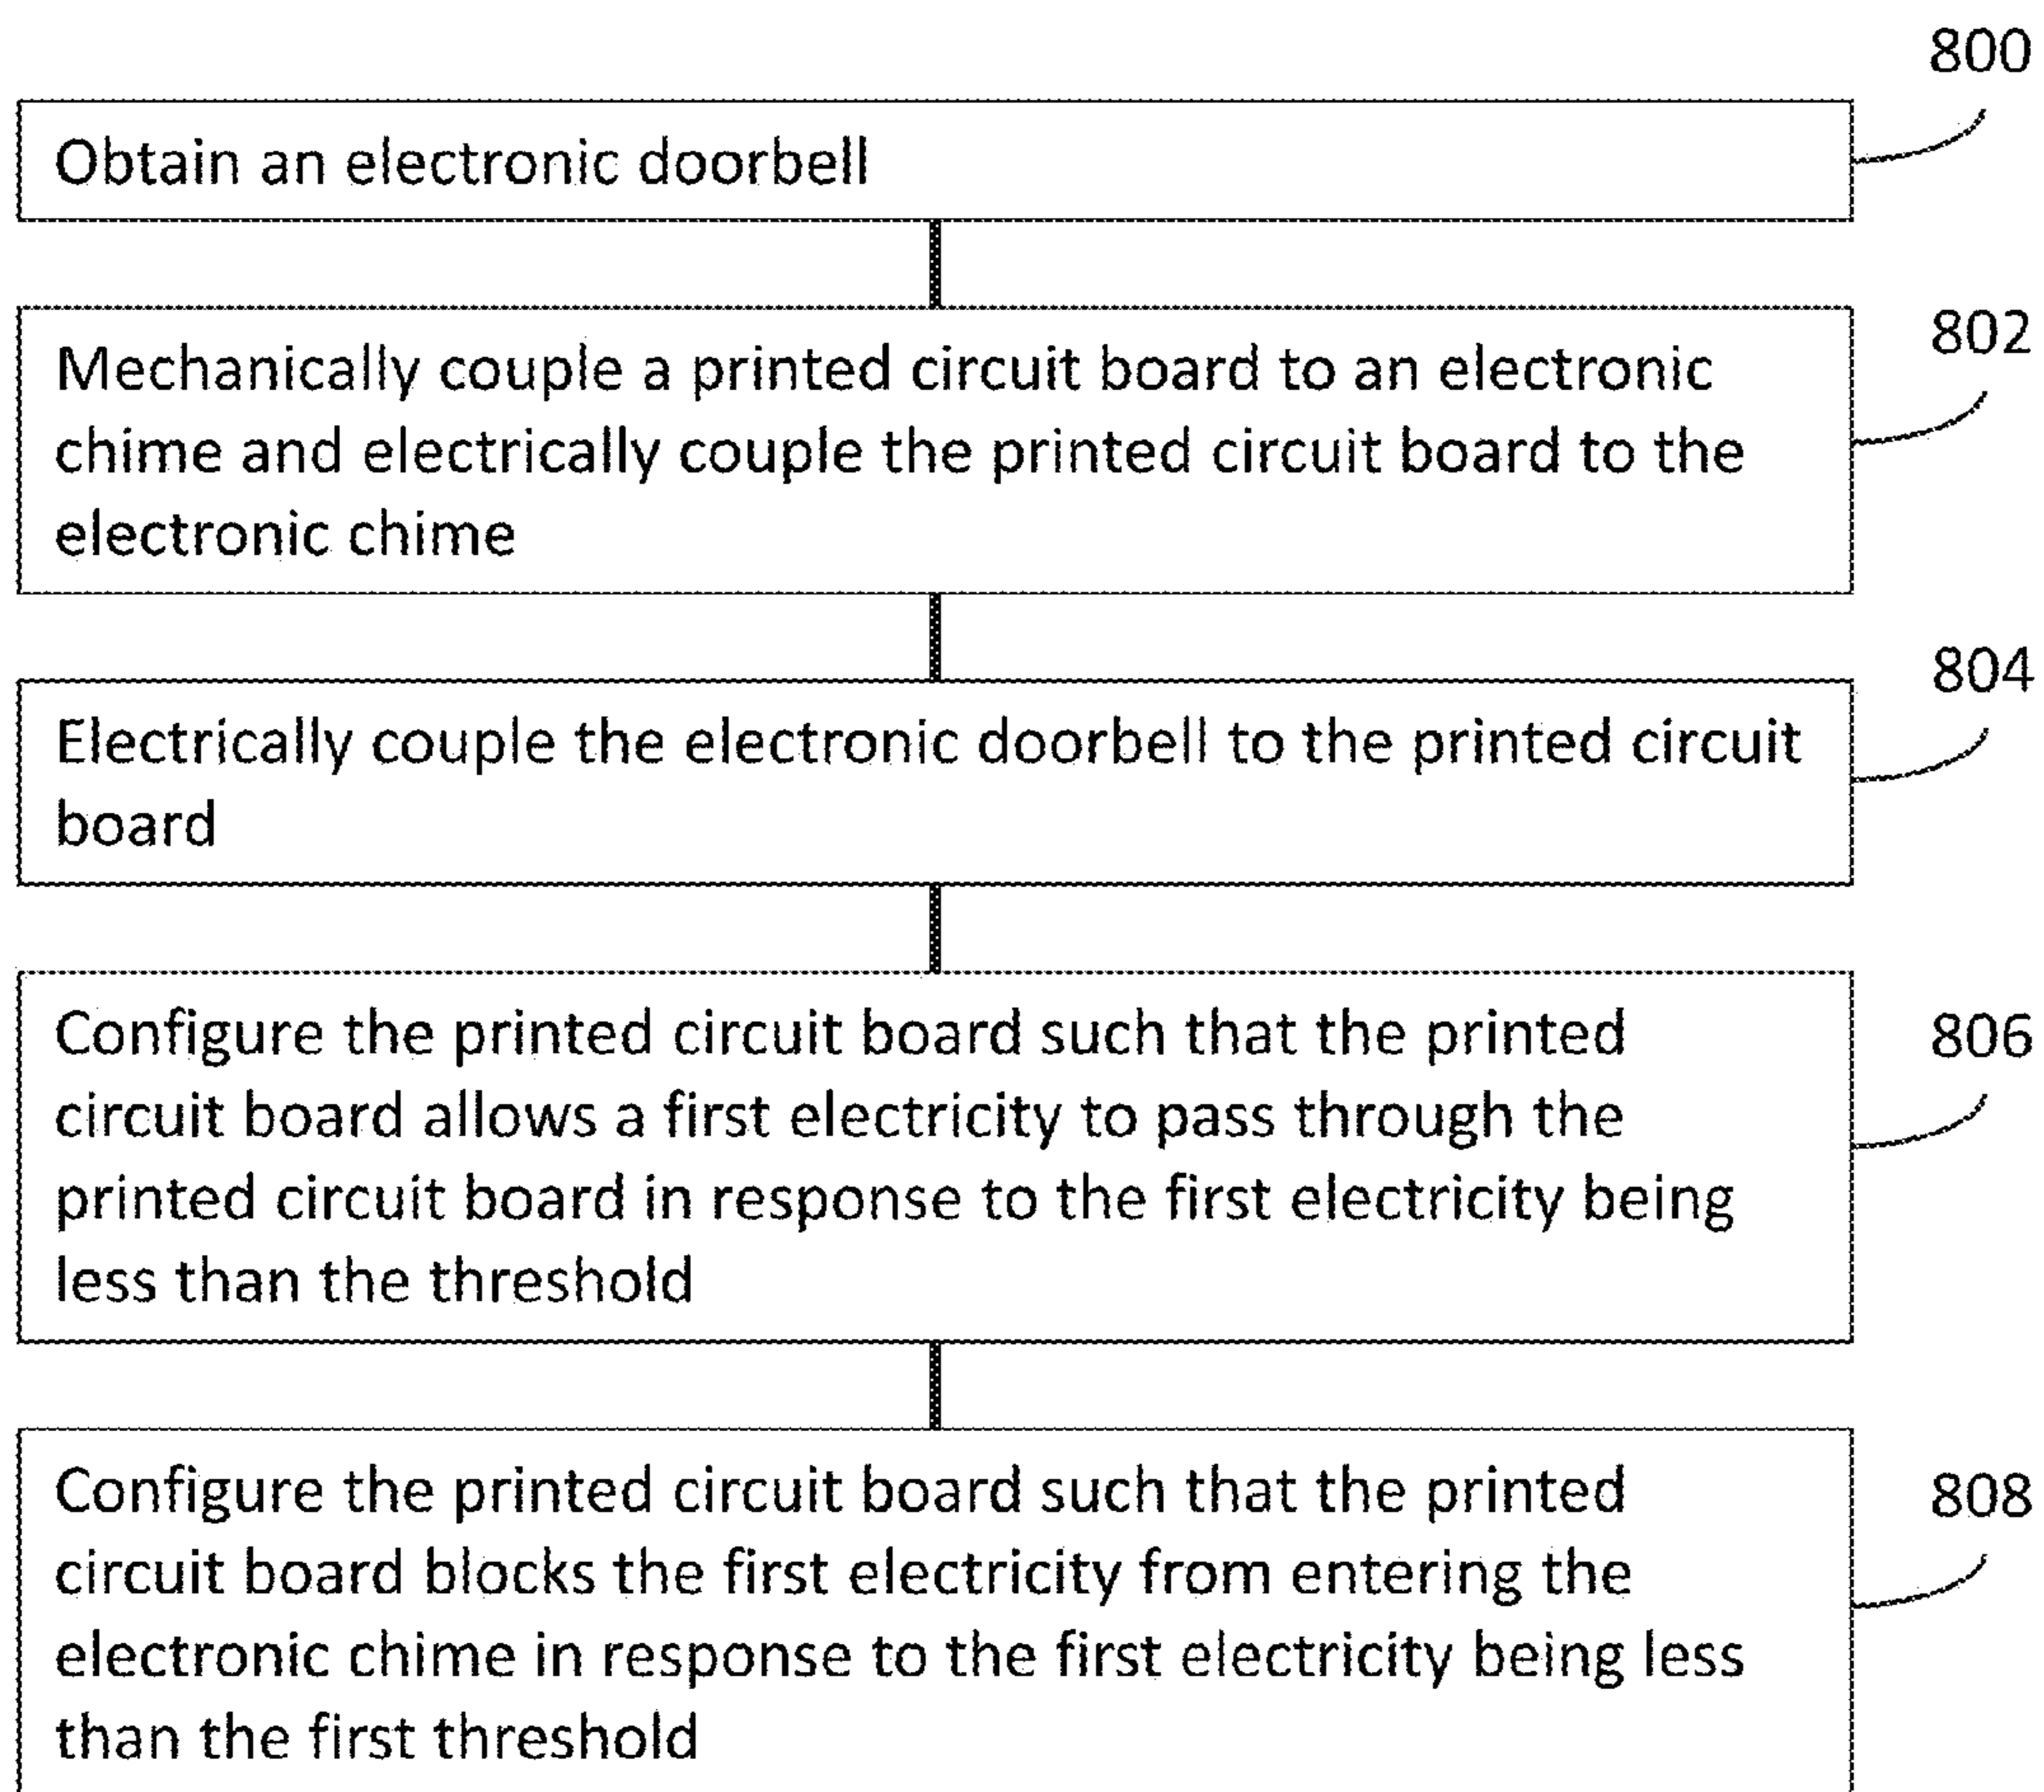 800
Obtain an electronic doorbell
802
Mechanically couple a printed circuit board to an electronic
chime and electrically couple the printed circuit board to the
electronic chime
804
Electrically couple the electronic doorbell to the printed circuit
board
806
Configure the printed circuit board such that the printed
circuit board allows a first electricity to pass through the
printed circuit board in response to the first electricity being
less than the threshold
808
Configure the printed circuit board such that the printed
circuit board blocks the first electricity from entering the
electronic chime in response to the first electricity being less
than the first threshold